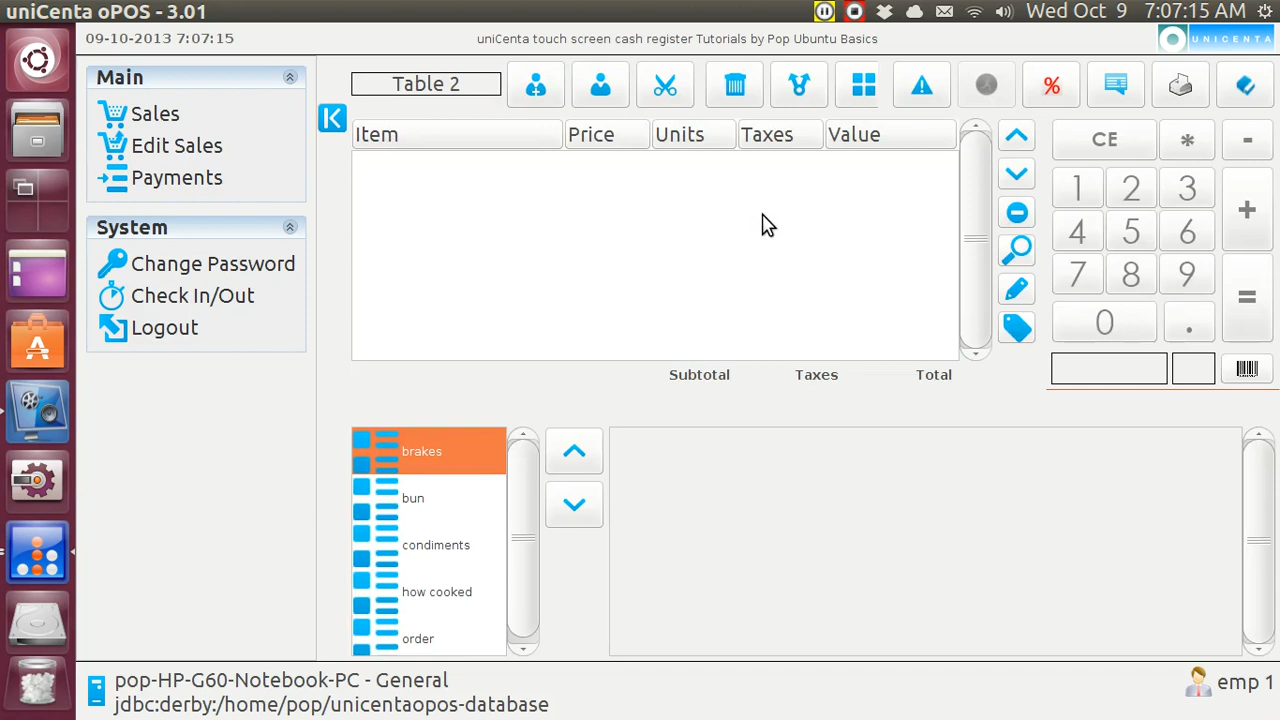 uniCenta oPOS - 3.01
Wed Oct 9 7:07:15 AM
09-10-2013 7:07:15
uniCenta touch screen cash register Tutorials by Pop Ubuntu Basics
UNICENTA
Main
Sales
Edit Sales
Payments
System
Change Password
Check In/Out
Logout
Table 2
%
Item Price Units Taxes Value
Subtotal Taxes Total
CE * -
1 2 3 +
4 5 6
7 8 9 =
0 .
brakes
bun
condiments
how cooked
order
pop-HP-G60-Notebook-PC - General
jdbc:derby:/home/pop/unicentaopos-database
emp 1